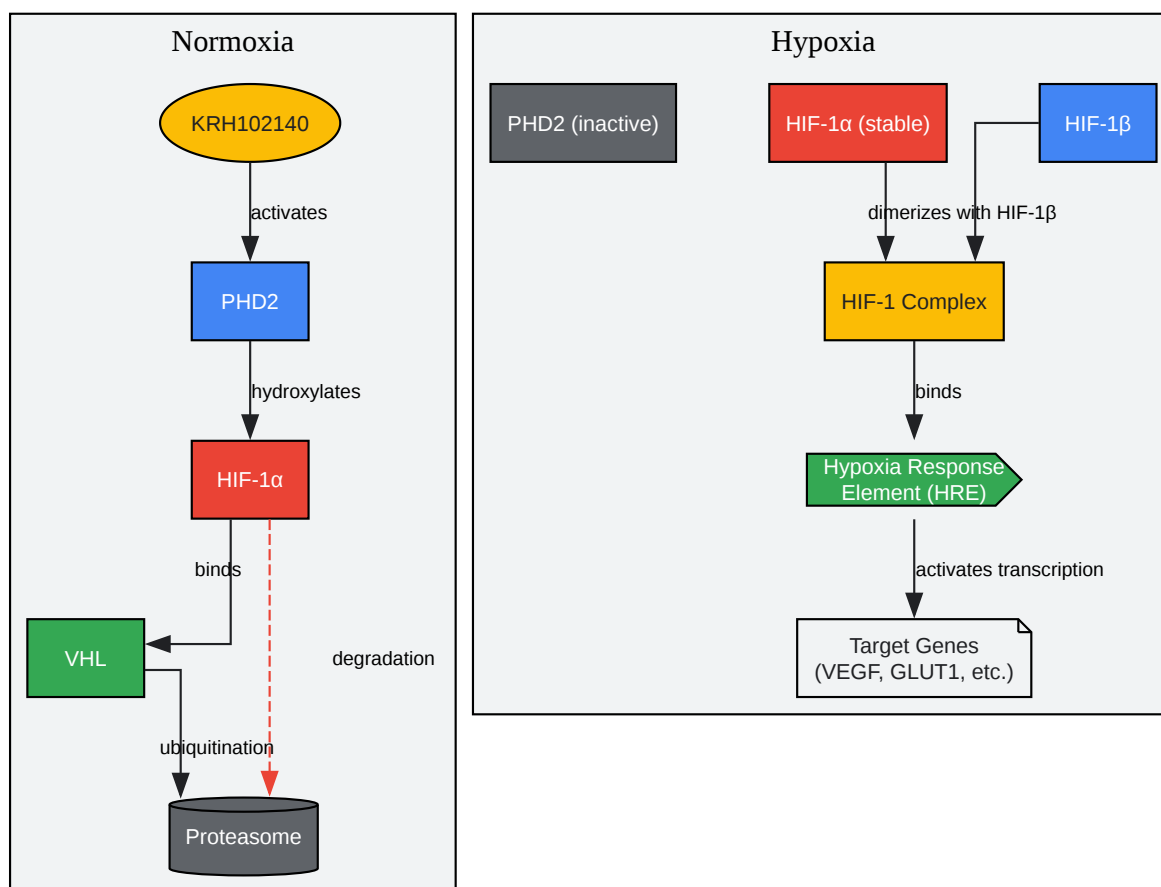 Normoxia
KRH102140
activates
PHD2
hydroxylates
HIF-1α
binds
VHL
degradation
ubiquitination
Proteasome
Hypoxia
PHD2 (inactive)
HIF-1α (stable)
HIF-1β
dimerizes with HIF-1β
HIF-1 Complex
binds
Hypoxia Response
Element (HRE)
activates transcription
Target Genes
(VEGF, GLUT1, etc.)